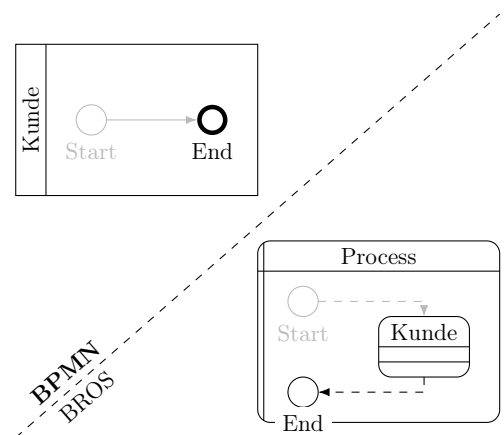 Kunde
Start
End
Process
Start
Kunde
End
BPMN
BROS